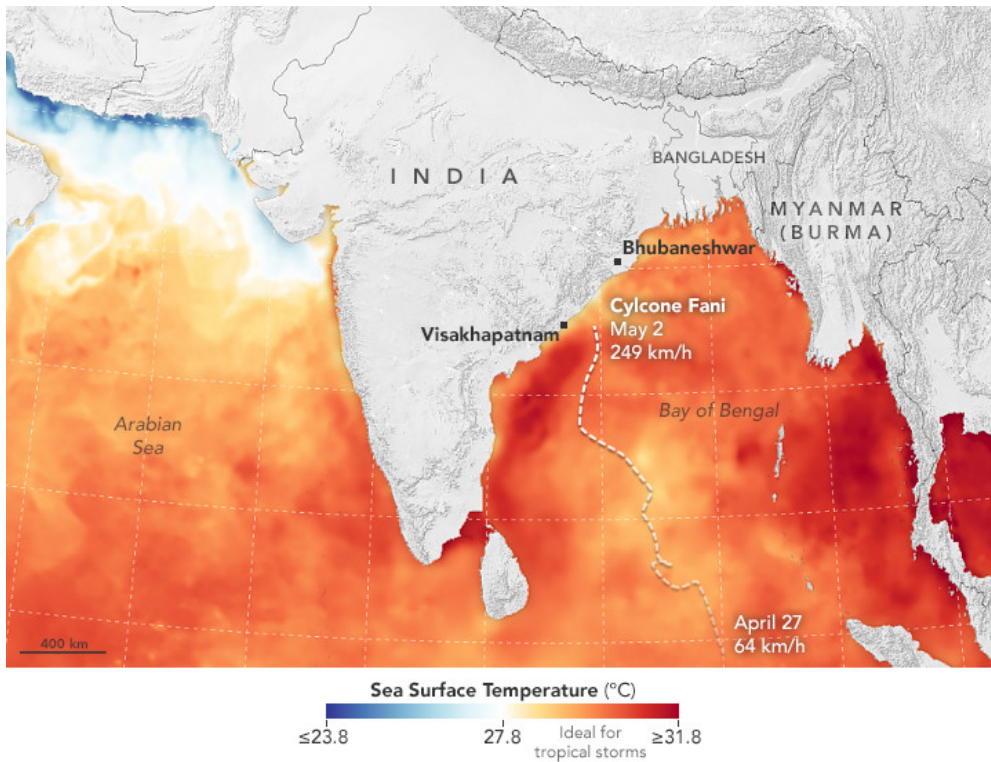 BANGLADESH
INDIA
MYANMAR
(BURMA)
Bhubaneshwar
Cylcone Fani
May 2
249 km/h
Visakhapatnam
Arabian
Sea
Bay of Bengal
April 27
64 km/h
400 km
Sea Surface Temperature (ºC)
≤23.8
27.8
Ideal for
tropical storms
≥31.8